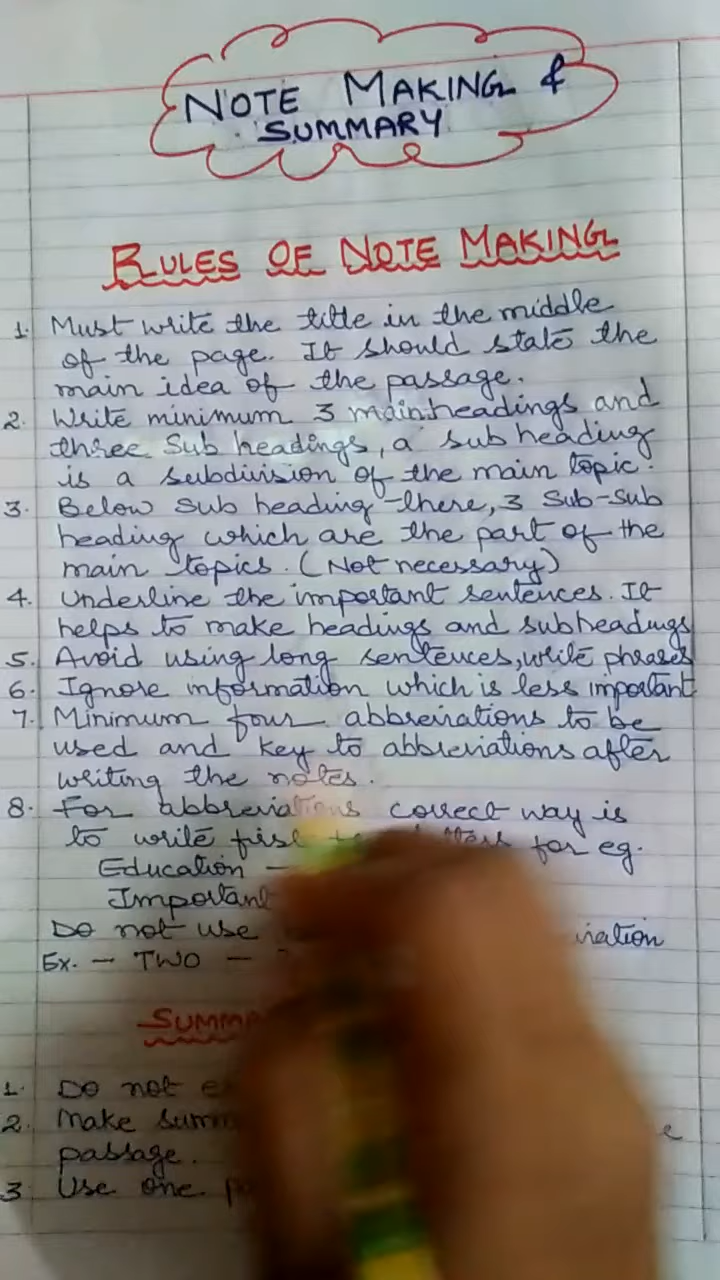 NOTE MAKING &
SUMMARY
RULES OF NOTE MAKING
1. Must write the title in the middle
of the page. It should state the
main idea of the passage.
2. Write minimum 3 main headings and
three Sub headings, a sub heading
is a subdivision of the main topic.
3. Below sub heading there, 3 Sub-Sub
heading which are the part of the
main topics. (Not necessary)
4. Underline the important sentences. It
helps to make headings and subheadings
5. Avoid using long sentences, write phrases
6. Ignore information which is less important
7. Minimum four abbreviations to be
used and key to abbreviations after
writing the notes.
8. For abbreviations correct way is
to write first for eg.
Education -
Important
Do not use
Ex. - TWO -
1. Do not
2. Make
passage.
3 Use one